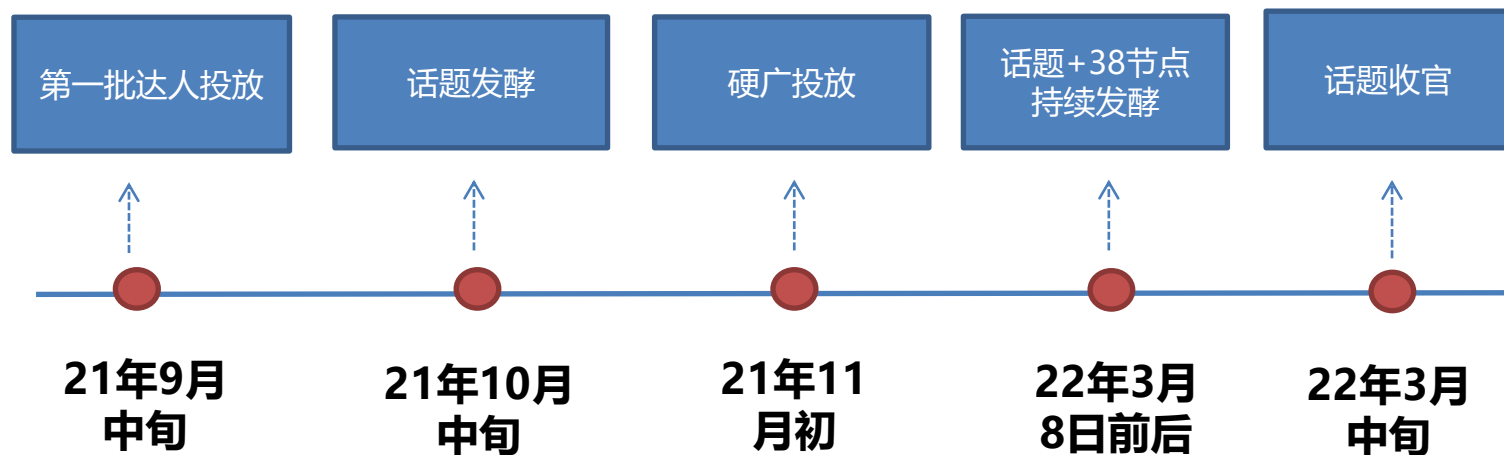 第一批达人投放
话题发酵
硬广投放
话题+38节点
持续发酵
话题收官
21年9月
中旬
21年10月
中旬
21年11
月初
22年3月
8日前后
22年3月
中旬